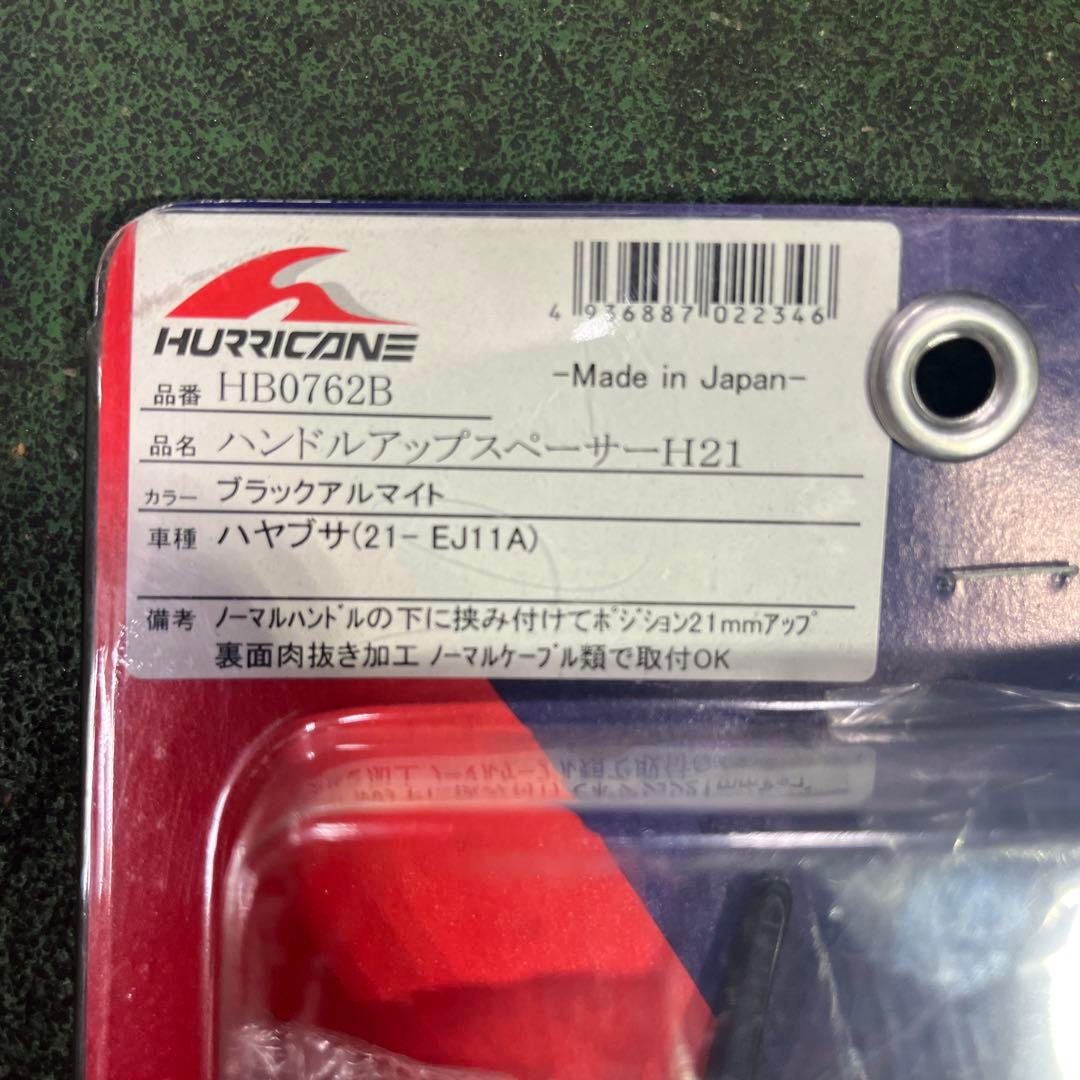 HURRICANE
4 936887 022346
-Made in Japan-
品番 HB0762B
品名 ハンドルアップスペーサーH21
カラー ブラックアルマイト
車種 ハヤブサ(21- EJ11A)
備考 ノーマルハンドルの下に挟み付けてポジション21mmアップ
裏面肉抜き加工 ノーマルケーブル類で取付OK